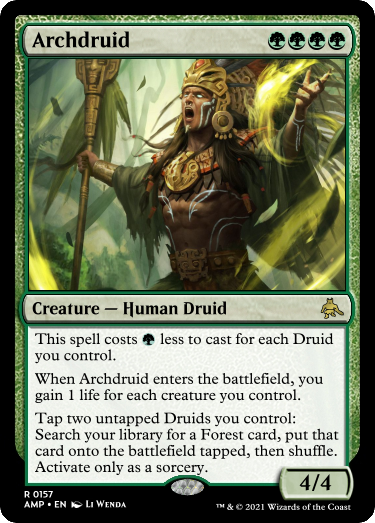 Archdruid
Creature — Human Druid
This spell costs less to cast for each Druid
you control.
When Archdruid enters the battlefield, you
gain 1 life for each creature you control.
Tap two untapped Druids you control:
Search your library for a Forest card, put that
card onto the battlefield tapped, then shuffle.
Activate only as a sorcery.
4/4
R 0157
AMP • EN Li Wenda
™ & © 2021 Wizards of the Coast